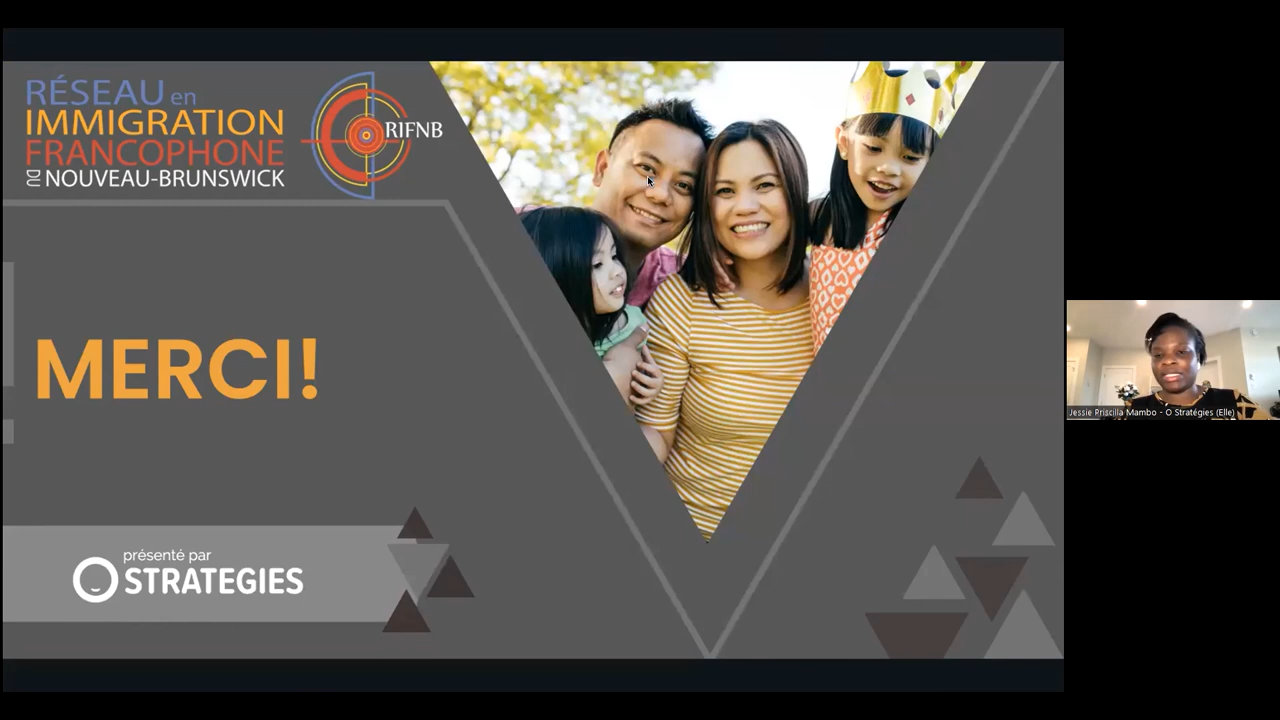 RÉSEAU en
IMMIGRATION
FRANCOPHONE
DU NOUVEAU-BRUNSWICK
RIFNB
MERCI!
présenté par
O STRATEGIES
Jessie Priscilla Mambo - O Stratégies (Elle)